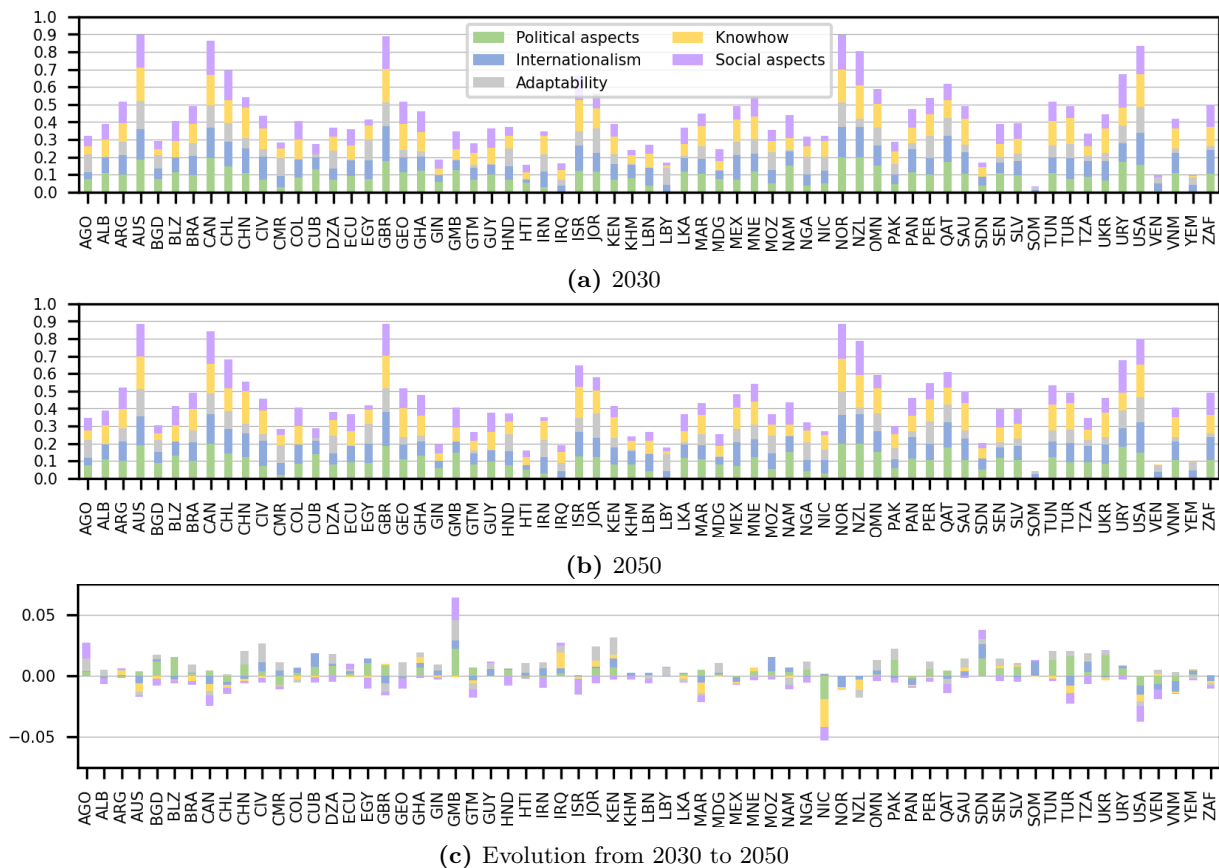 1.0
0.9
0.8
0.7
0.6
0.5
0.4
0.3
0.2
0.1
0.0
Political aspects Knowhow
Internationalism Social aspects
Adaptability
AGO ALB ARG AUS BGD BLZ BRA CAN CHL CHN CIV CMR COL CUB DZA ECU EGY GBR GEO GHA GIN GMB GTM GUY HND HTI IRN IRQ ISR JOR KEN KHM LBN LBY LKA MAR MDG MEX MNE MOZ NAM NGA NIC NOR NZL OMN PAK PAN PER QAT SAU SDN SEN SLV SOM TUN TUR TZA UKR URY USA VEN VNM YEM ZAF
(a) 2030
1.0
0.9
0.8
0.7
0.6
0.5
0.4
0.3
0.2
0.1
0.0
AGO ALB ARG AUS BGD BLZ BRA CAN CHL CHN CIV CMR COL CUB DZA ECU EGY GBR GEO GHA GIN GMB GTM GUY HND HTI IRN IRQ ISR JOR KEN KHM LBN LBY LKA MAR MDG MEX MNE MOZ NAM NGA NIC NOR NZL OMN PAK PAN PER QAT SAU SDN SEN SLV SOM TUN TUR TZA UKR URY USA VEN VNM YEM ZAF
(b) 2050
0.05
0.00
−0.05
AGO ALB ARG AUS BGD BLZ BRA CAN CHL CHN CIV CMR COL CUB DZA ECU EGY GBR GEO GHA GIN GMB GTM GUY HND HTI IRN IRQ ISR JOR KEN KHM LBN LBY LKA MAR MDG MEX MNE MOZ NAM NGA NIC NOR NZL OMN PAK PAN PER QAT SAU SDN SEN SLV SOM TUN TUR TZA UKR URY USA VEN VNM YEM ZAF
(c) Evolution from 2030 to 2050